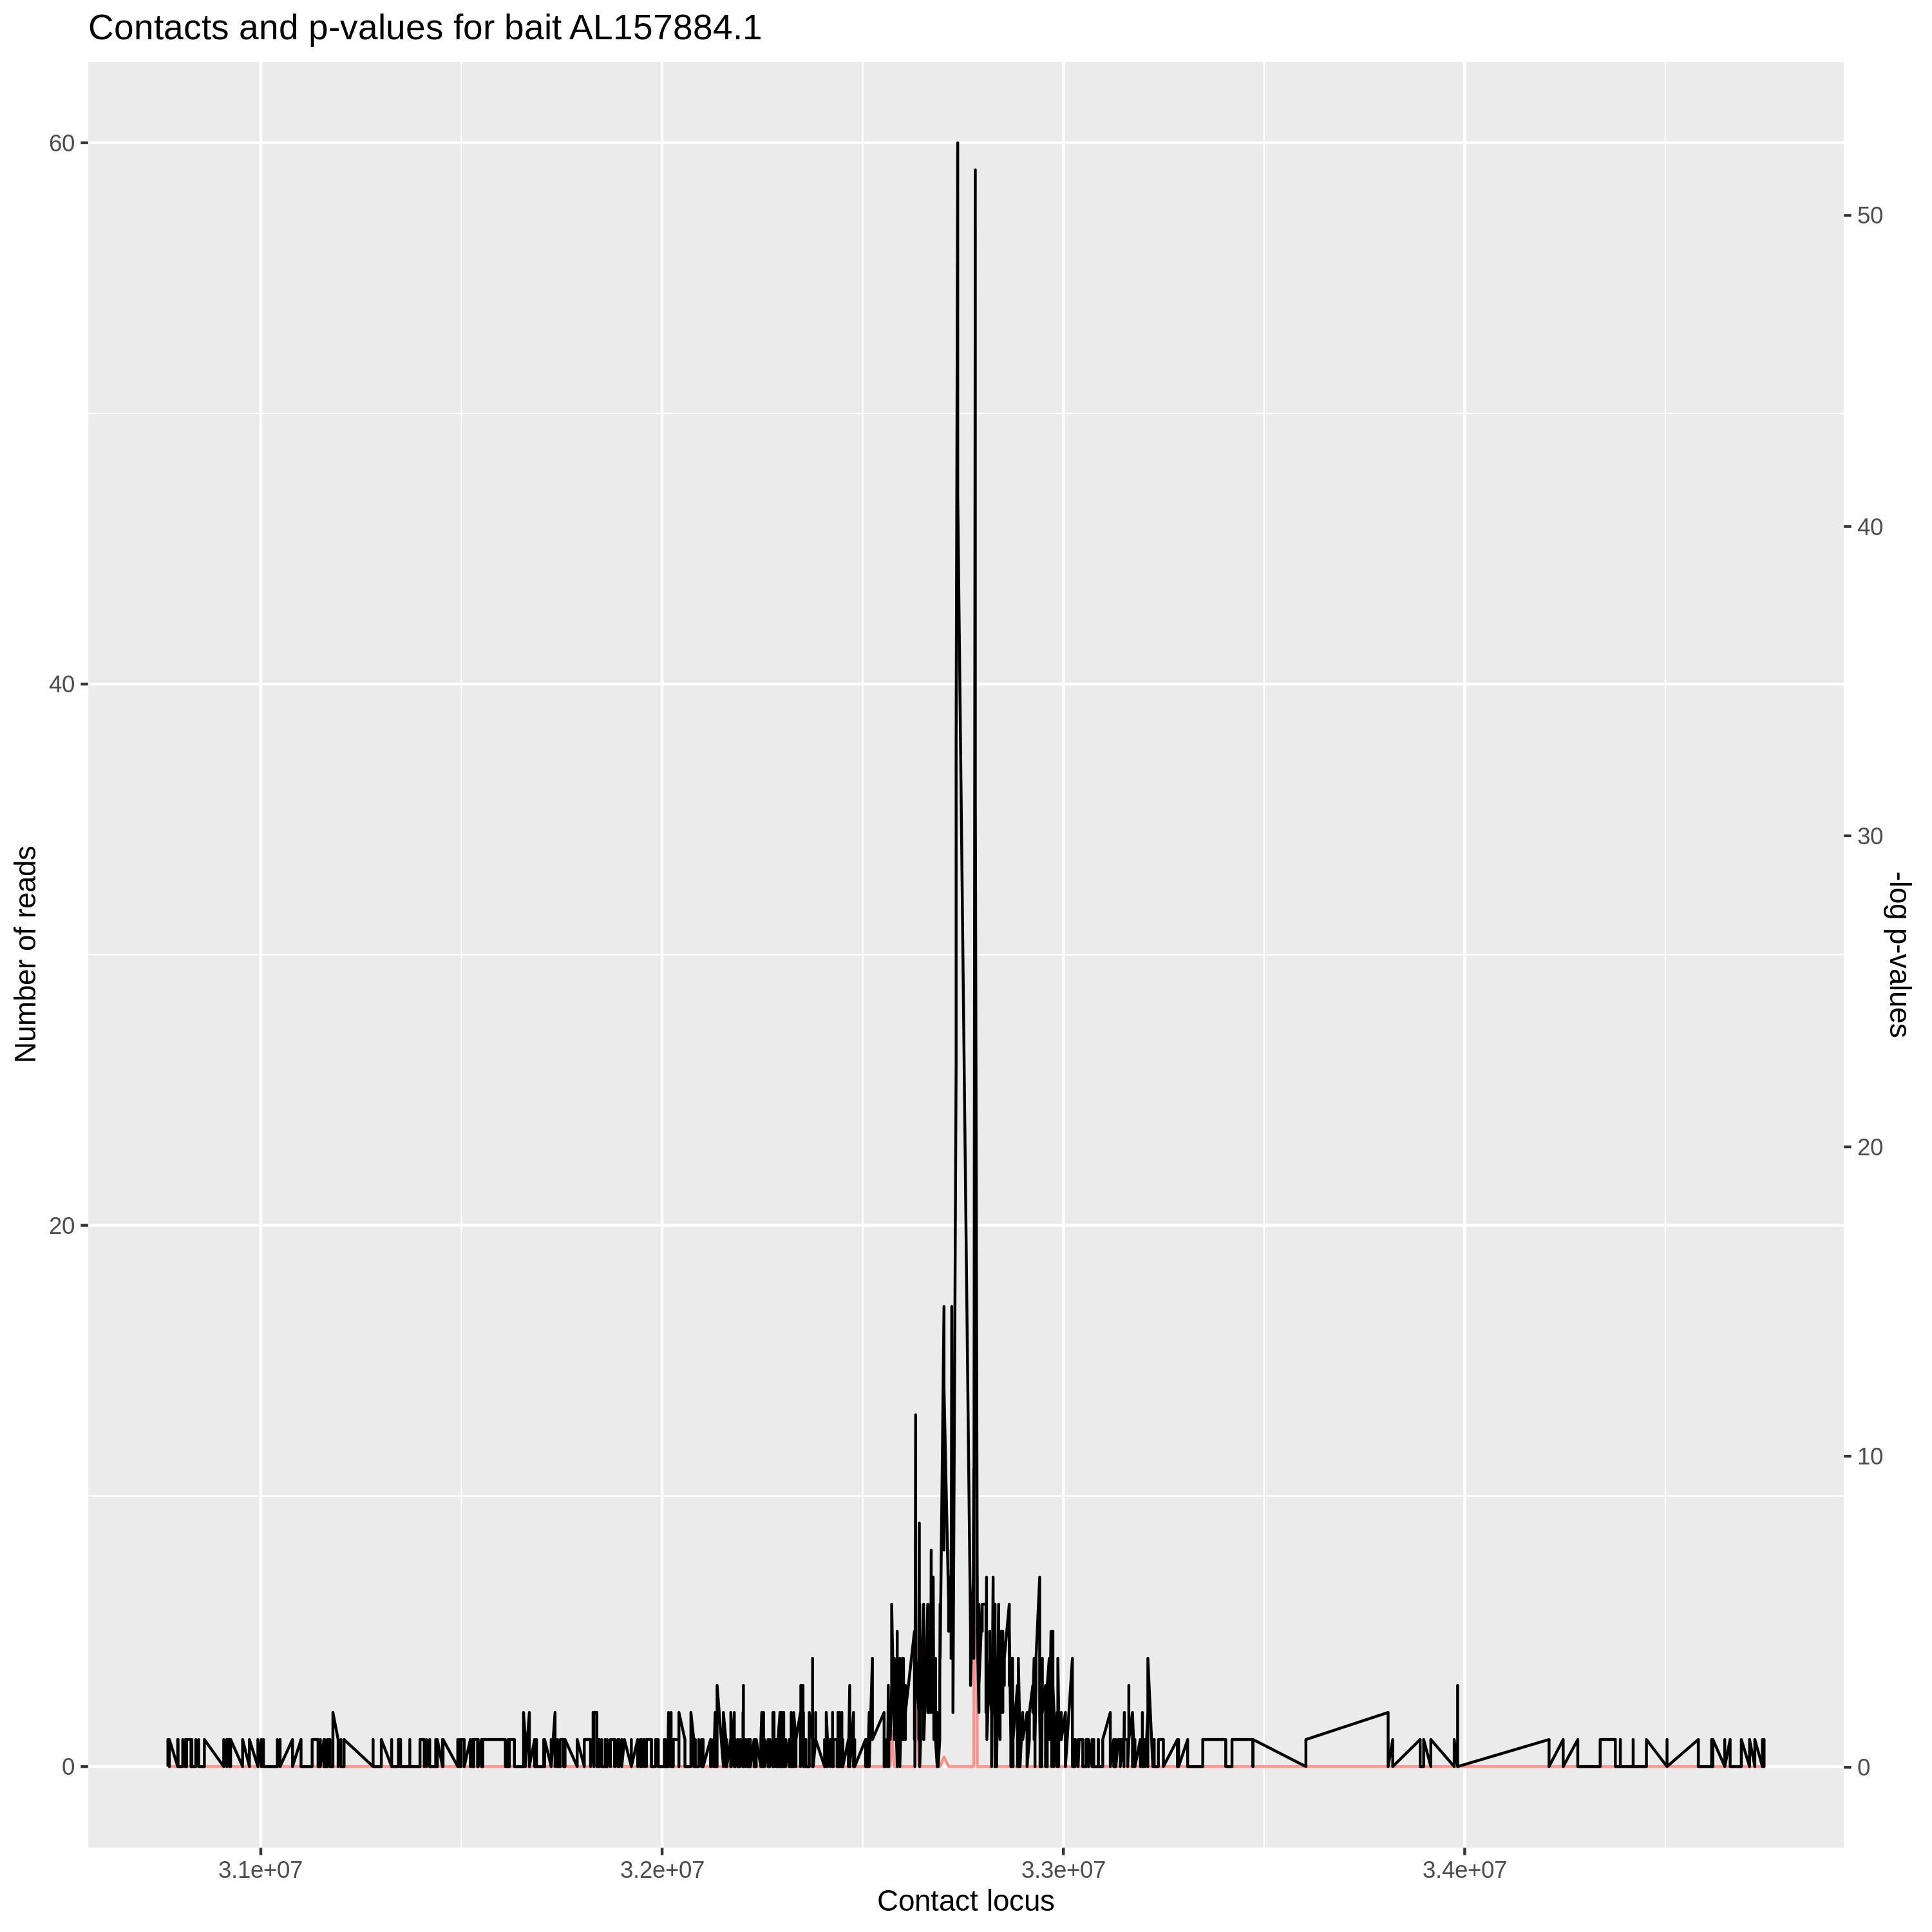 Contacts and p-values for bait AL157884.1
60
50
40
40
30
20
20
10
0
0
Number of reads
-log p-values
3.1e+07 3.2e+07 3.3e+07 3.4e+07
Contact locus